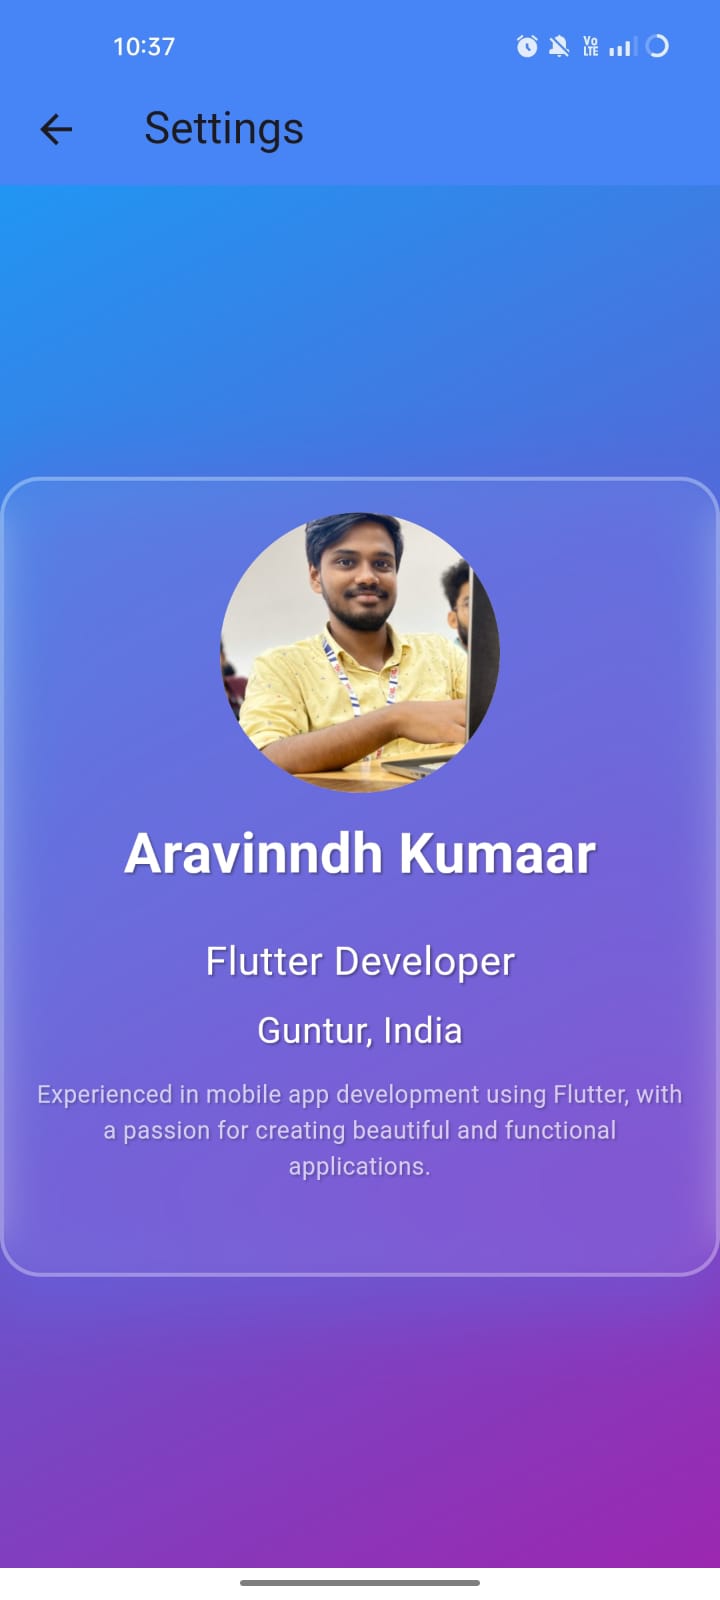 10:37
Vo
LTE
Settings
Aravinndh Kumaar
Flutter Developer
Guntur, India
Experienced in mobile app development using Flutter, with
a passion for creating beautiful and functional
applications.